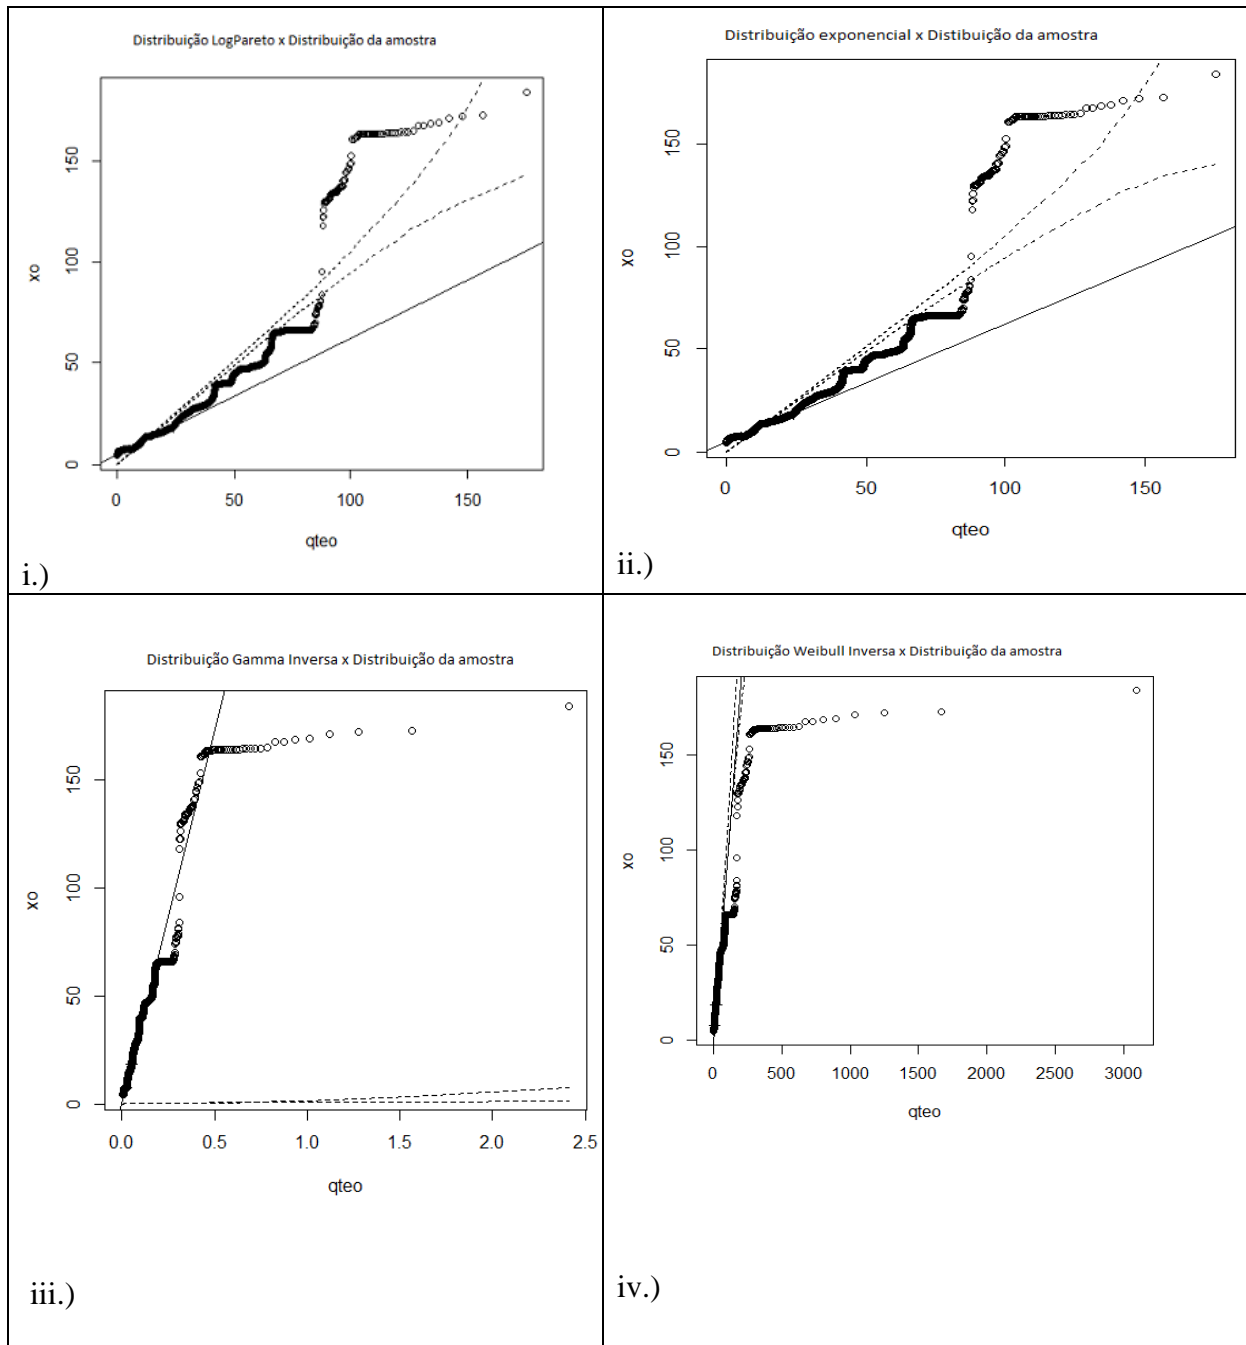 Distribuição LogPareto x Distribuição da amostra
xo
150
100
50
0
0 50 100 150
qteo
i.)
Distribuição exponencial x Distibuição da amostra
xo
150
100
50
0
0 50 100 150
qteo
ii.)
Distribuição Gamma Inversa x Distribuição da amostra
xo
150
100
50
0
0.0 0.5 1.0 1.5 2.0 2.5
qteo
iii.)
Distribuição Weibull Inversa x Distribuição da amostra
xo
150
100
50
0
0 500 1000 1500 2000 2500 3000
qteo
iv.)